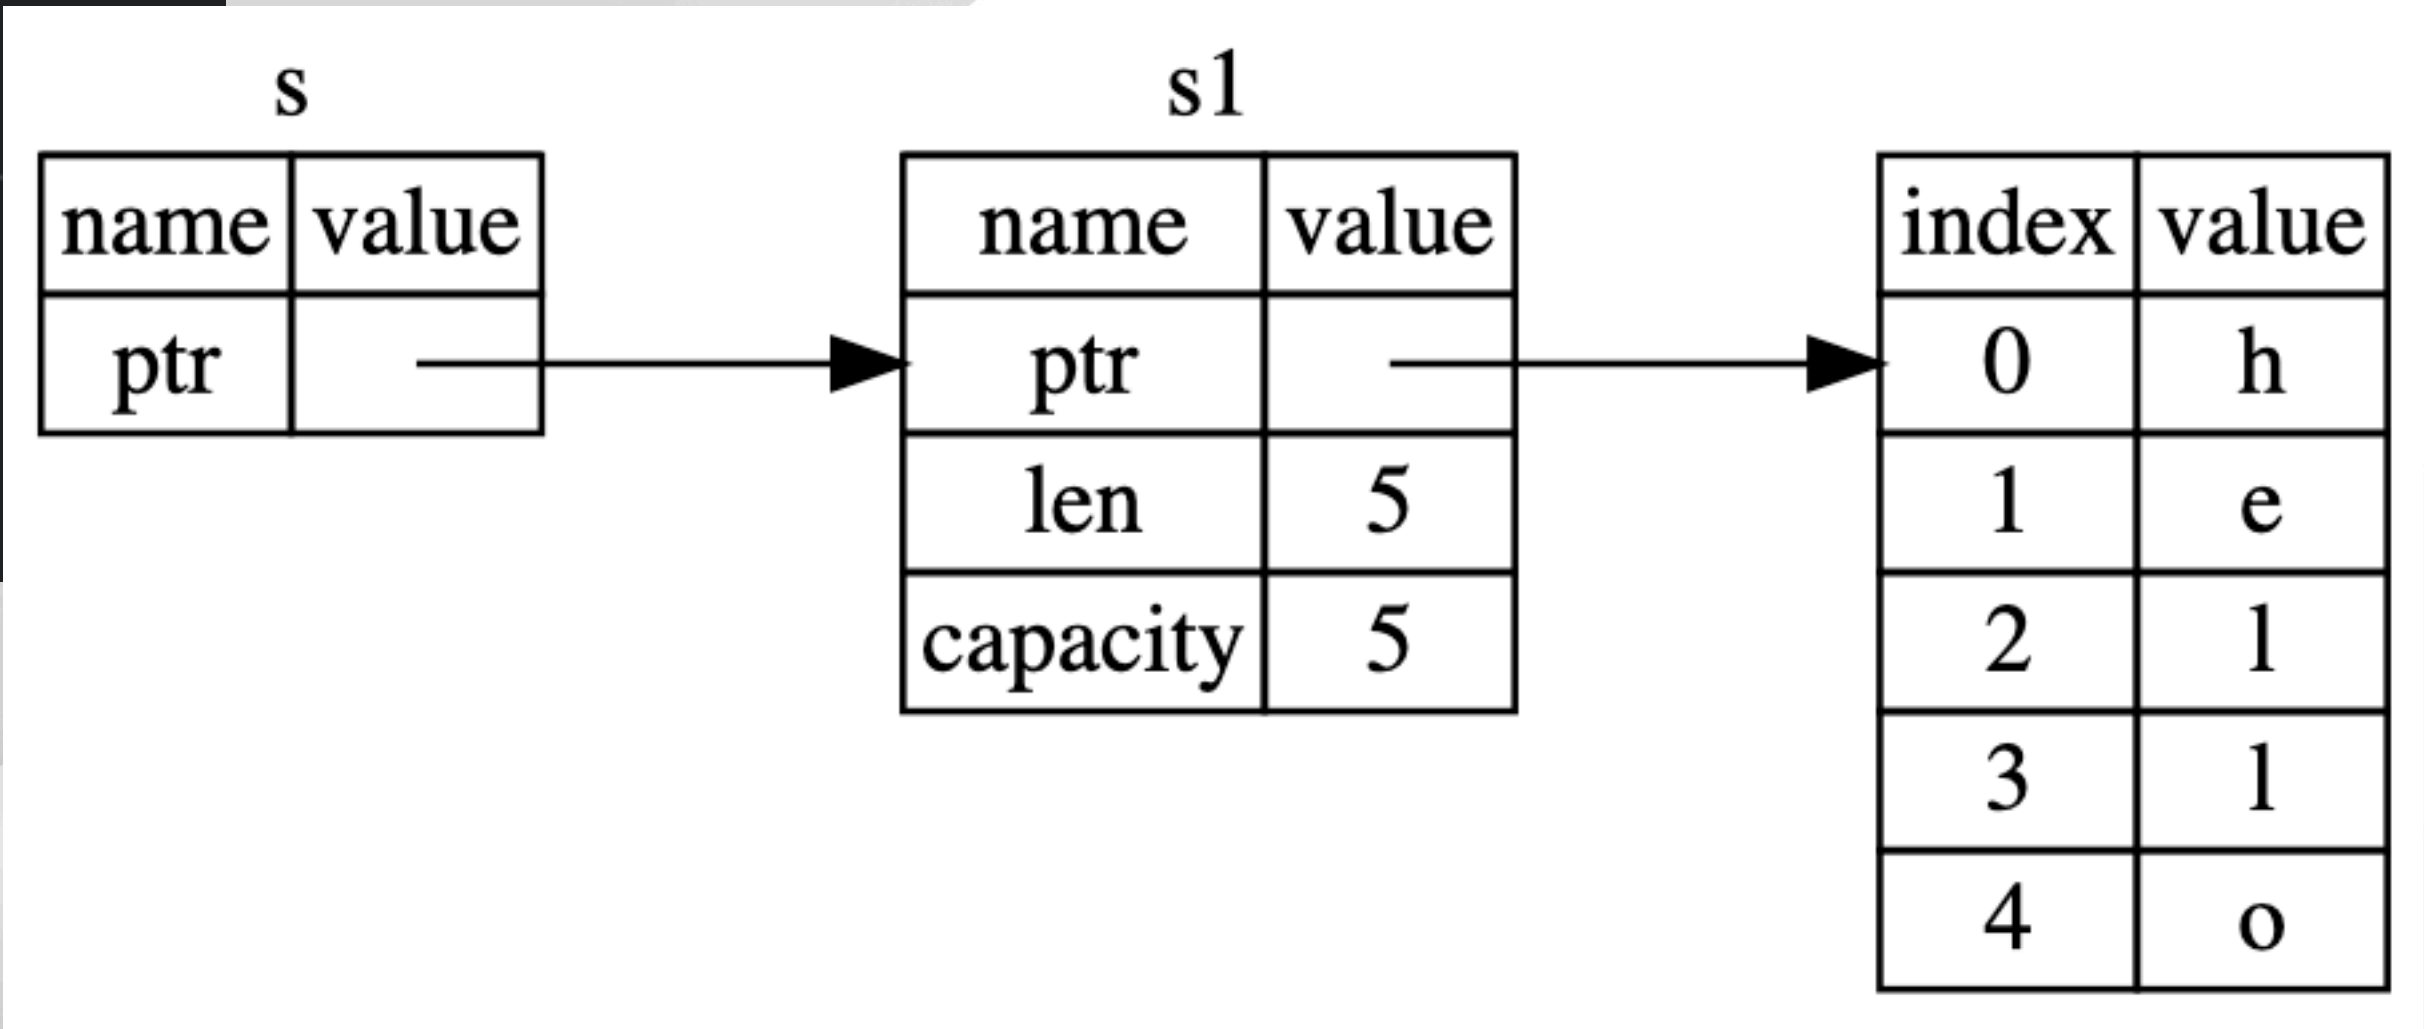 s
name value
ptr
s1
name value
ptr
len 5
capacity 5
index value
0 h
1 e
2 l
3 l
4 o